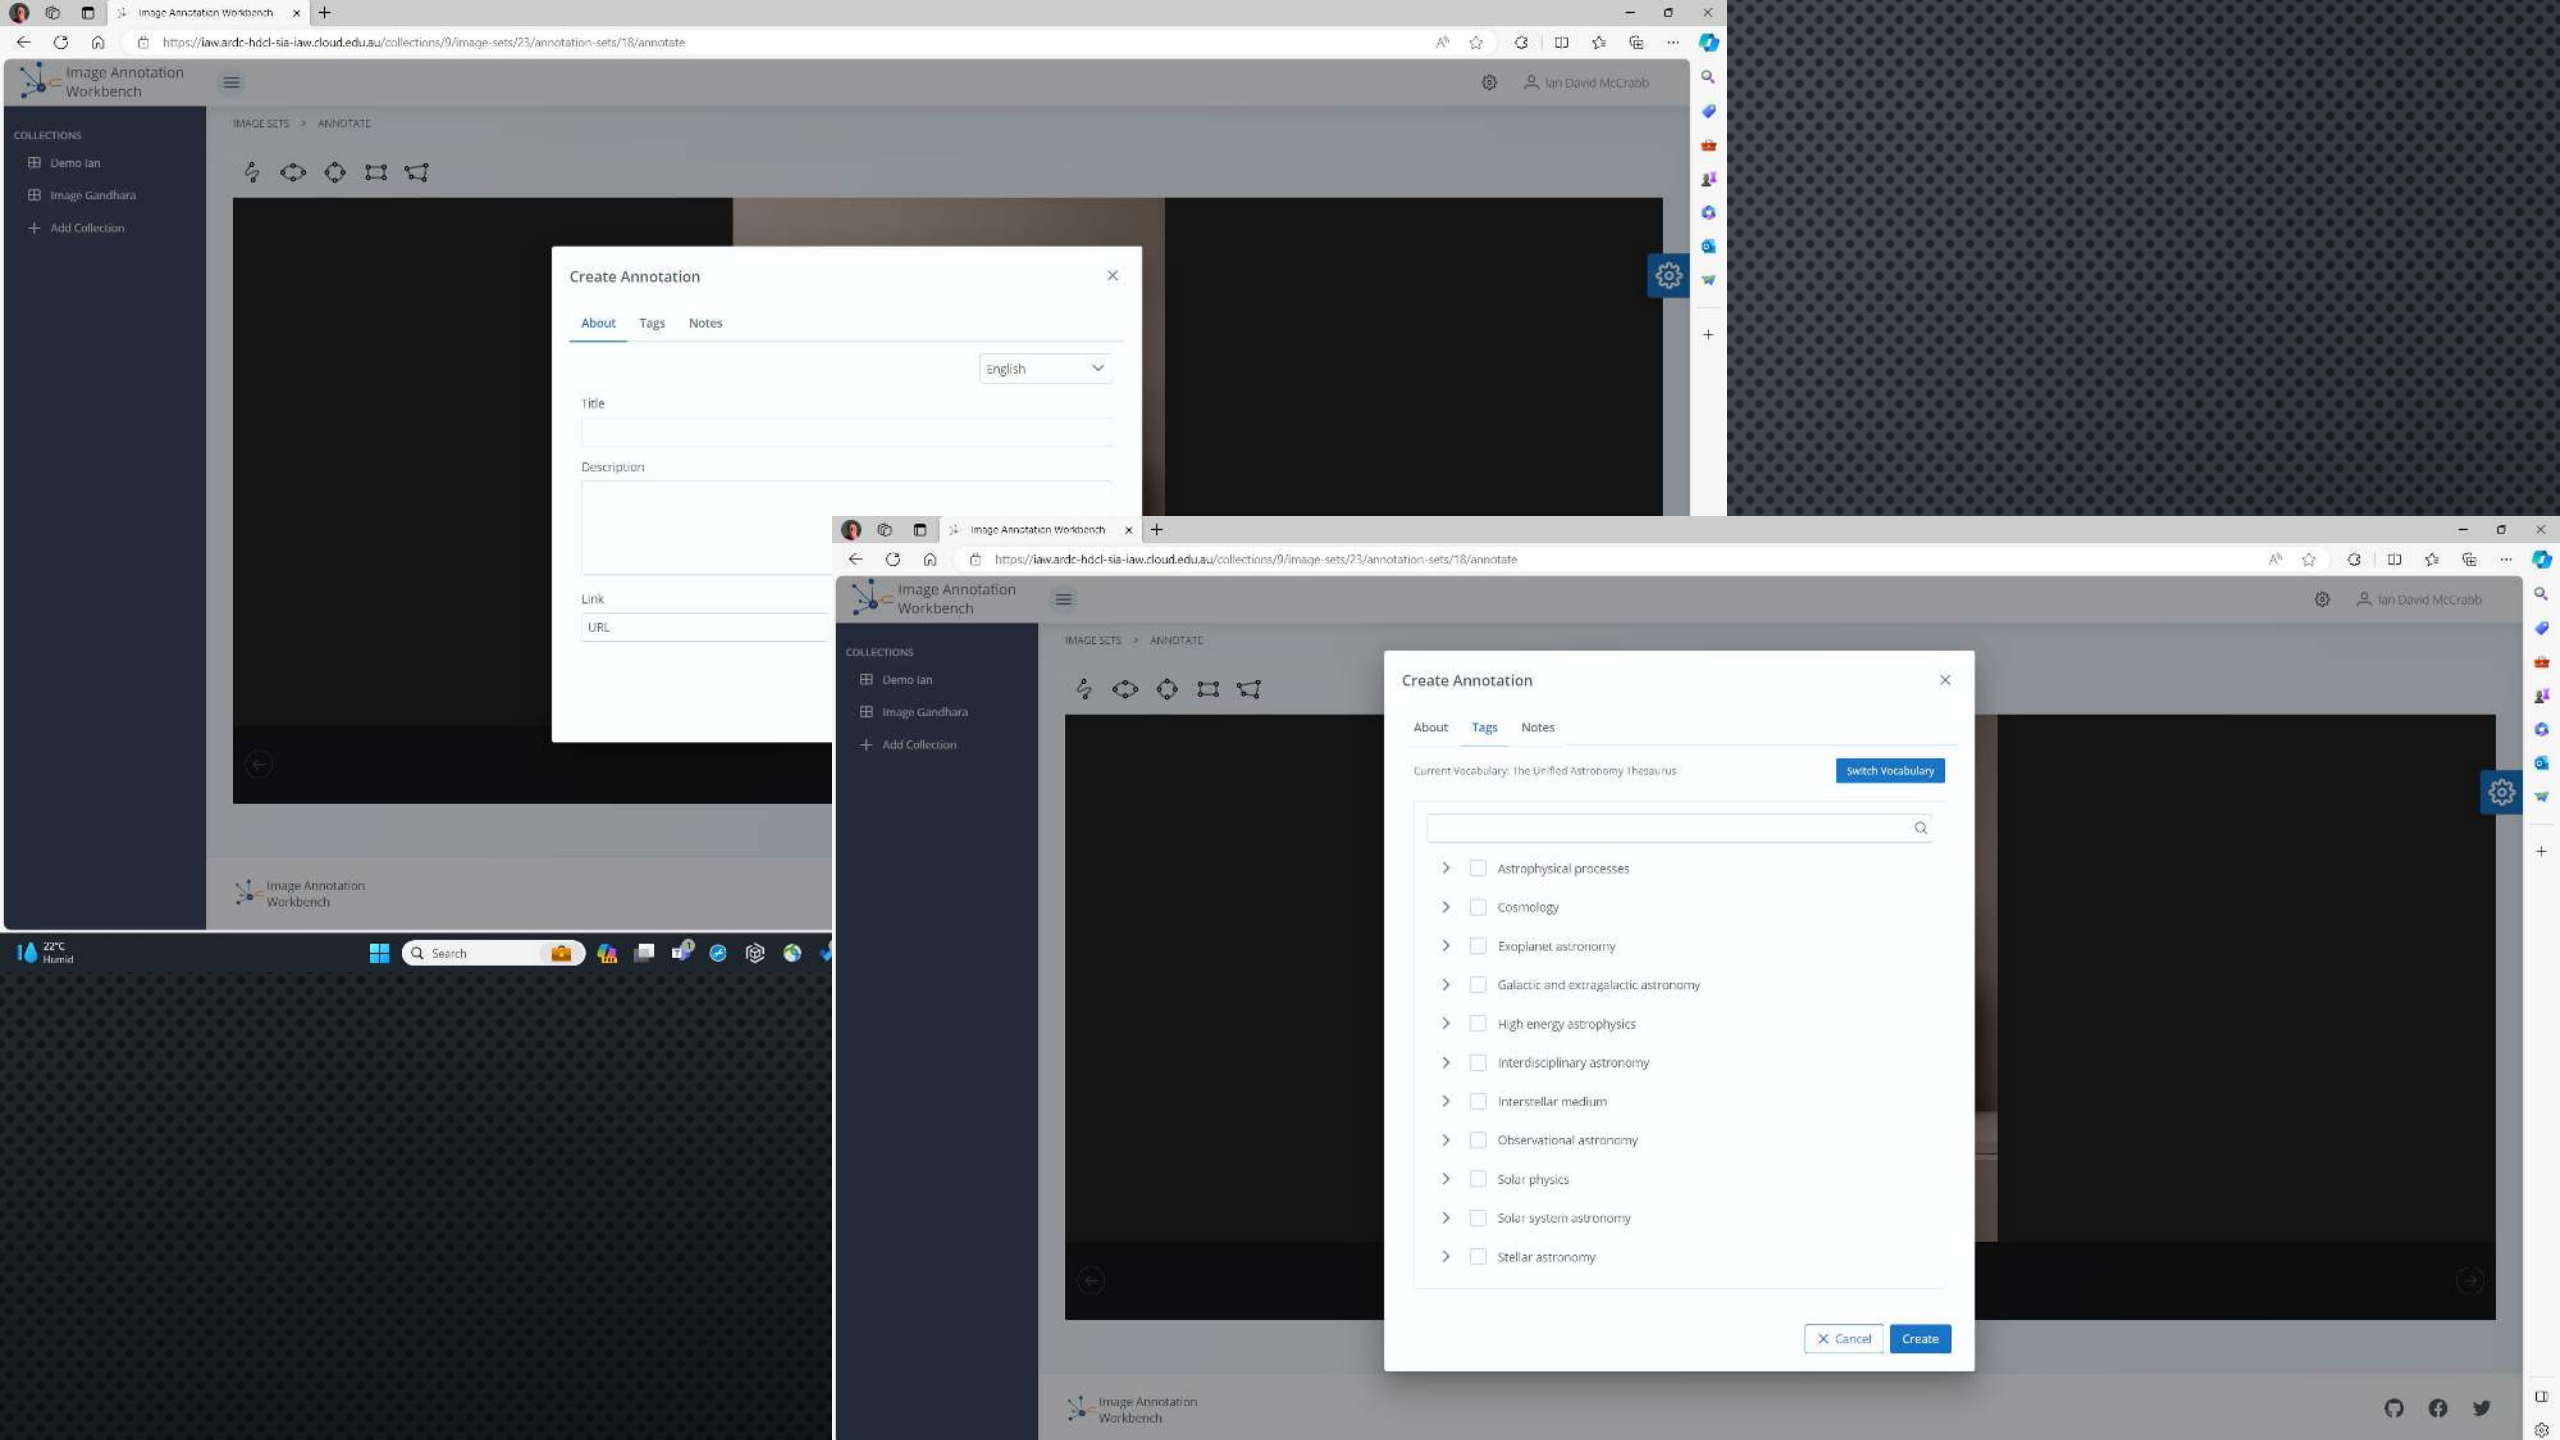 Image Annotation Workbench
https://iaw.ardc-hdcl-sia-iaw.cloud.edu.au/collections/9/image-sets/23/annotation-sets/18/annotate
Image Annotation
Workbench
Ian David McCrabb
COLLECTIONS
Demo Ian
Image Gandhara
Add Collection
IMAGE SETS > ANNOTATE
Create Annotation
About Tags Notes
English
Title
Description
Link
URL
Image Annotation
Workbench
22°C
Humid
Search
1
Image Annotation Workbench
https://iaw.ardc-hdcl-sia-iaw.cloud.edu.au/collections/9/image-sets/23/annotation-sets/18/annotate
Image Annotation
Workbench
Ian David McCrabb
COLLECTIONS
Demo Ian
Image Gandhara
Add Collection
IMAGE SETS > ANNOTATE
Create Annotation
About Tags Notes
Current Vocabulary: The Unified Astronomy Thesaurus
Switch Vocabulary
Astrophysical processes
Cosmology
Exoplanet astronomy
Galactic and extragalactic astronomy
High energy astrophysics
Interdisciplinary astronomy
Interstellar medium
Observational astronomy
Solar physics
Solar system astronomy
Stellar astronomy
Cancel
Create
Image Annotation
Workbench